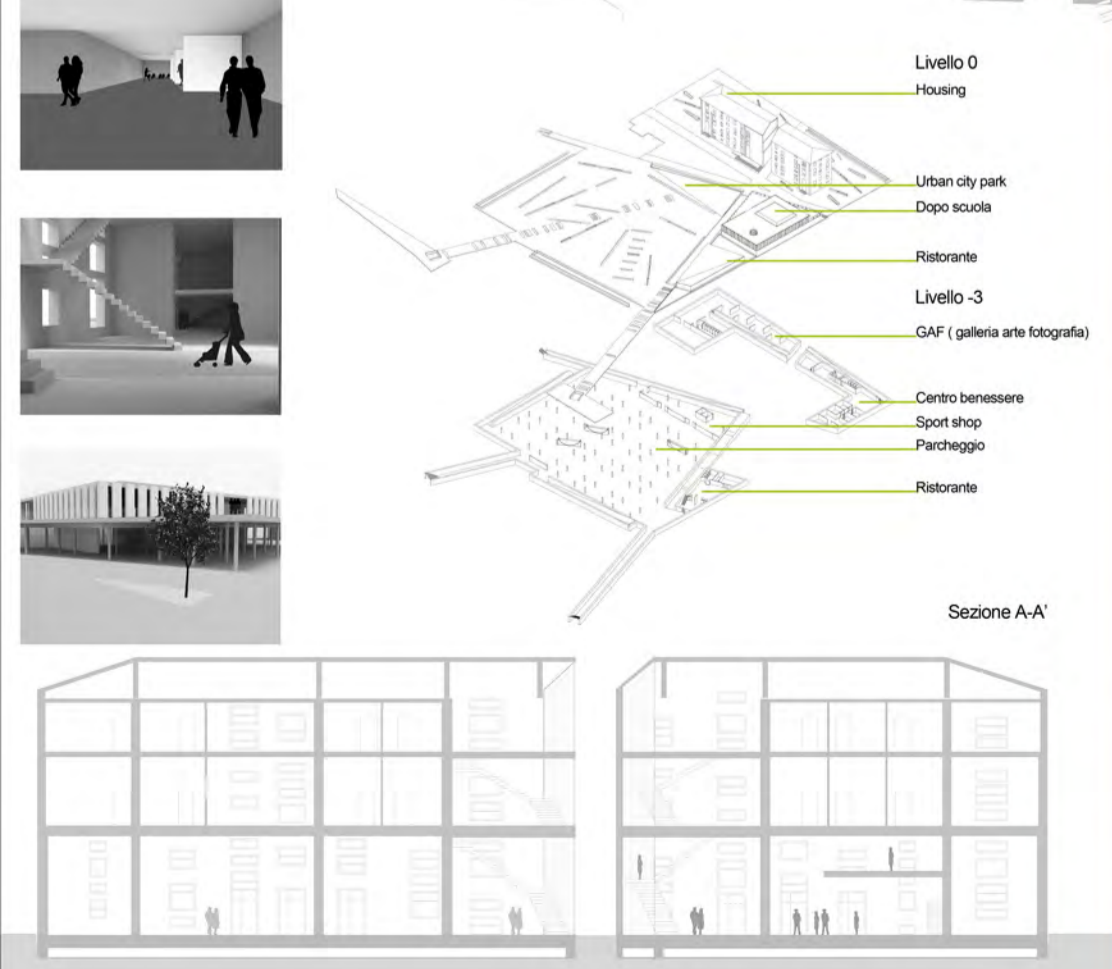 Livello 0
Housing
Urban city park
Dopo scuola
Ristorante
Livello -3
GAF ( galleria arte fotografia)
Centro benessere
Sport shop
Parcheggio
Ristorante
Sezione A-A'